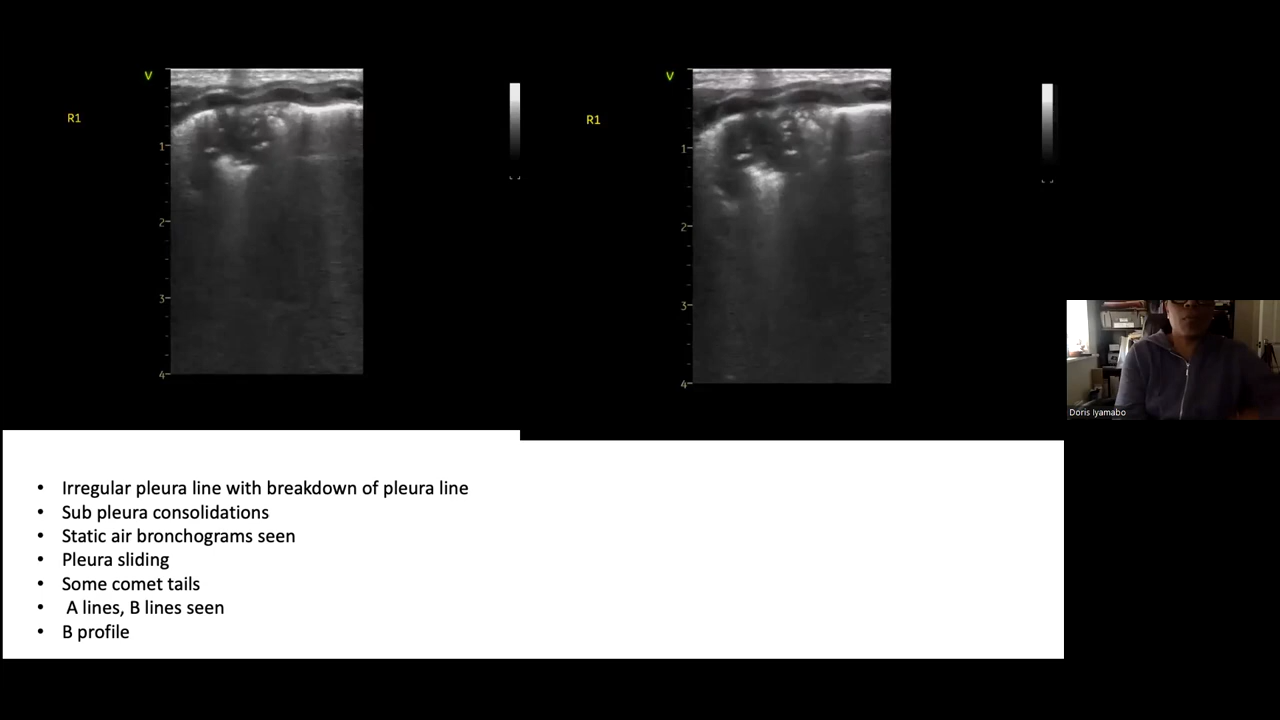 V
V
R1
R1
1
2
3
4
1
2
3
4
Doris Iyamabo
• Irregular pleura line with breakdown of pleura line
• Sub pleura consolidations
• Static air bronchograms seen
• Pleura sliding
• Some comet tails
• A lines, B lines seen
• B profile